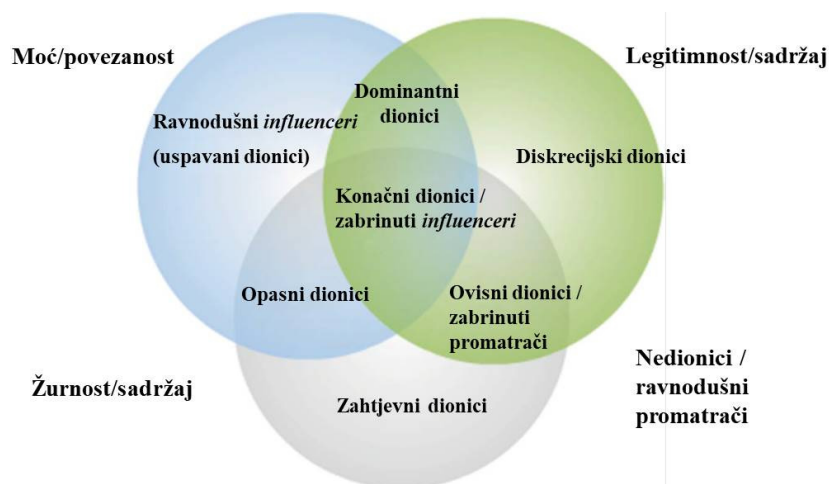 Moć/povezanost
Legitimnost/sadržaj
Dominantni
dionici
Ravnodušni influenceri
(uspavani dionici)
Diskrecijski dionici
Konačni dionici /
zabrinuti influenceri
Opasni dionici
Ovisni dionici /
zabrinuti
promatrači
Nedionici /
ravnodušni
promatrači
Žurnost/sadržaj
Zahtjevni dionici